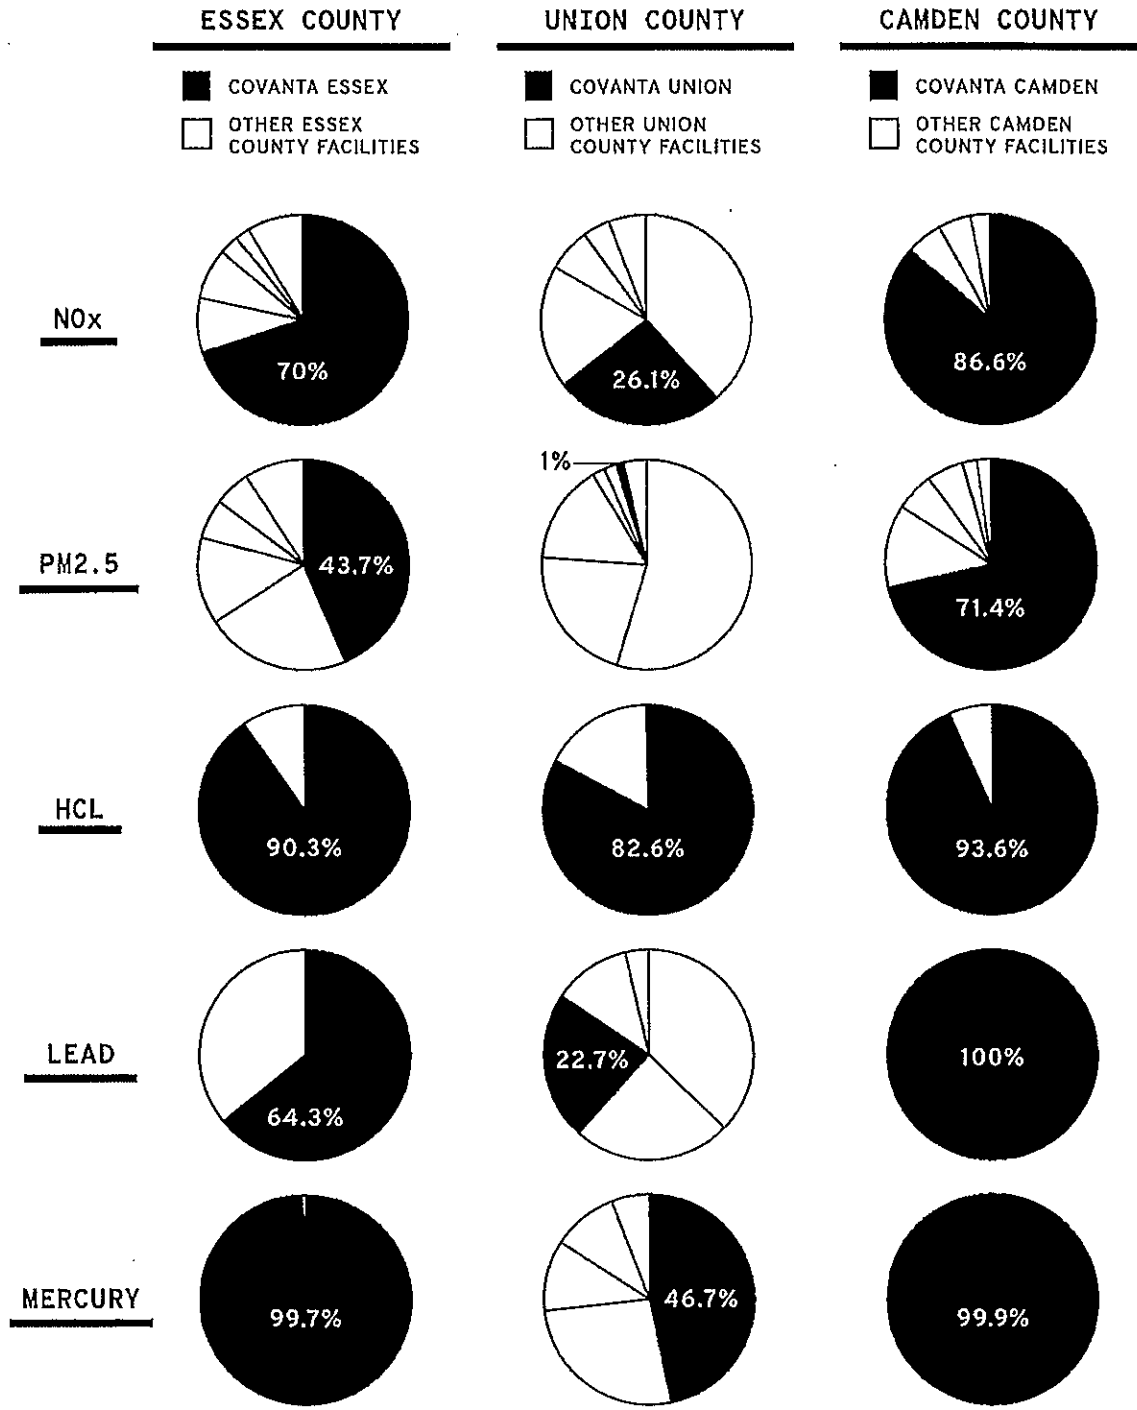 ESSEX COUNTY
UNION COUNTY
CAMDEN COUNTY
COVANTA ESSEX
OTHER ESSEX
COUNTY FACILITIES
COVANTA UNION
OTHER UNION
COUNTY FACILITIES
COVANTA CAMDEN
OTHER CAMDEN
COUNTY FACILITIES
NOx
70%
26.1%
86.6%
PM2.5
43.7%
1%
71.4%
HCL
90.3%
82.6%
93.6%
LEAD
64.3%
22.7%
100%
MERCURY
99.7%
46.7%
99.9%